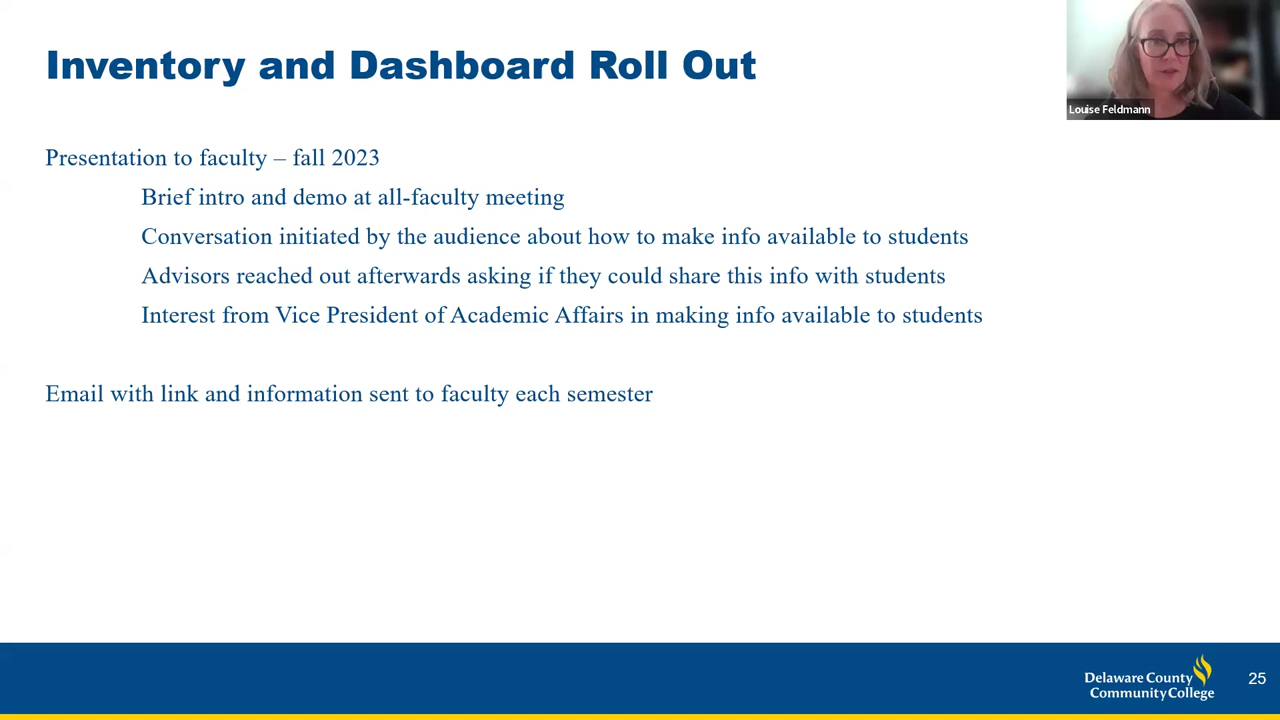 Inventory and Dashboard Roll Out
Louise Feldmann
Presentation to faculty – fall 2023
Brief intro and demo at all-faculty meeting
Conversation initiated by the audience about how to make info available to students
Advisors reached out afterwards asking if they could share this info with students
Interest from Vice President of Academic Affairs in making info available to students
Email with link and information sent to faculty each semester
Delaware County
Community College
25